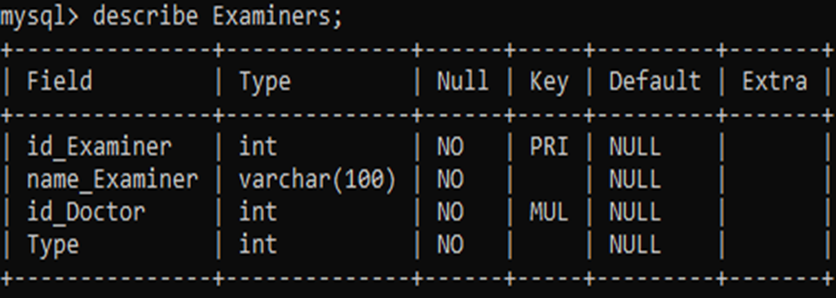 mysql> describe Examiners;
+---------------+--------------+------+-----+---------+-------+
| Field         | Type         | Null | Key | Default | Extra |
+---------------+--------------+------+-----+---------+-------+
| id_Examiner   | int          | NO   | PRI | NULL    |       |
| name_Examiner | varchar(100) | NO   |     | NULL    |       |
| id_Doctor     | int          | NO   | MUL | NULL    |       |
| Type          | int          | NO   |     | NULL    |       |
+---------------+--------------+------+-----+---------+-------+